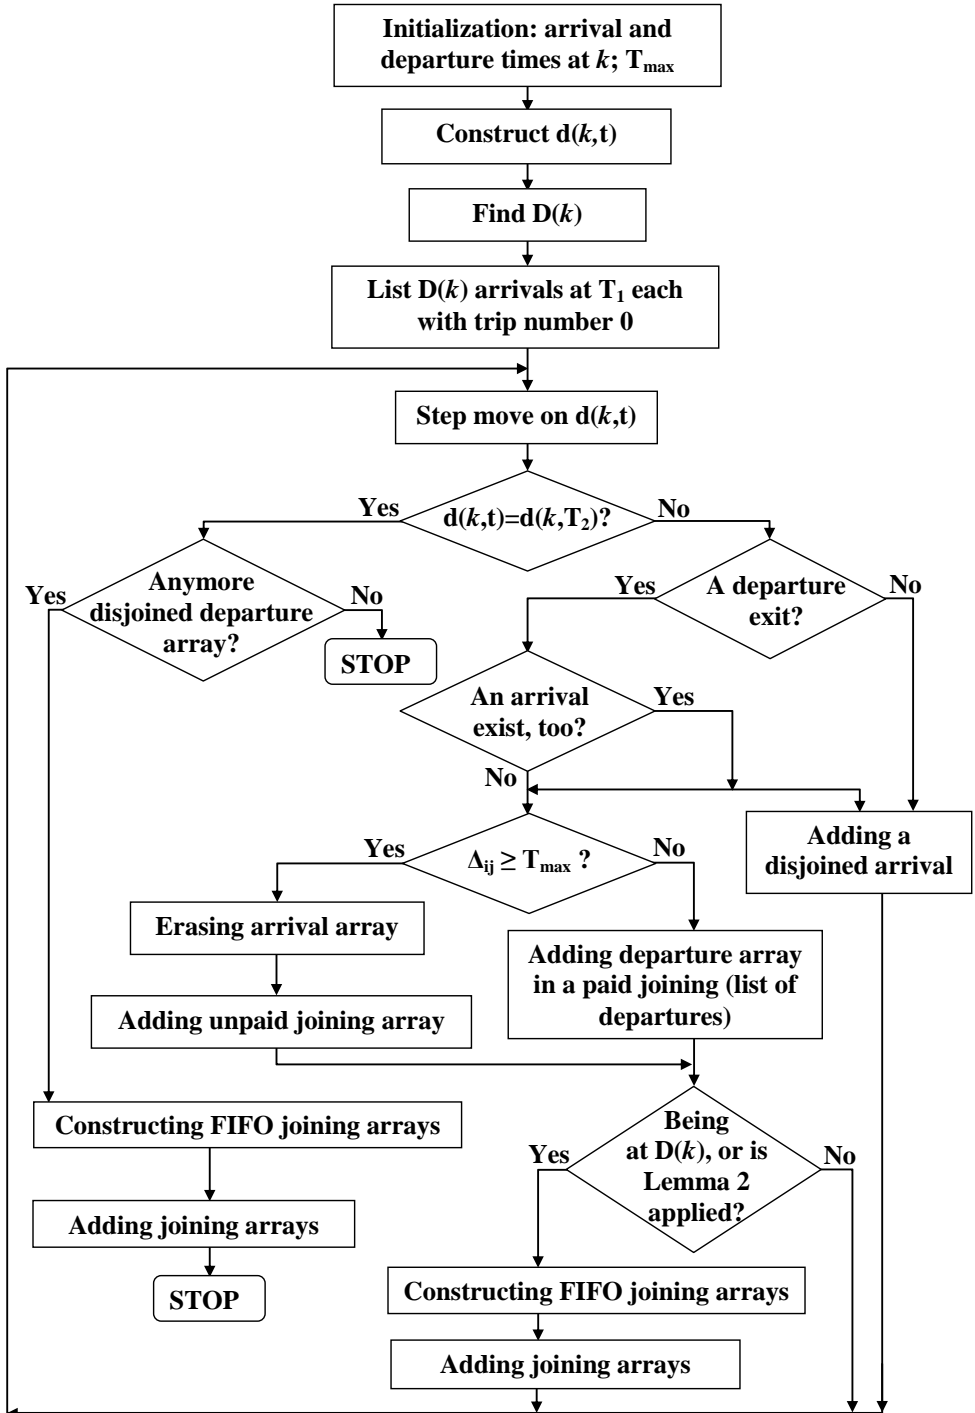 Initialization: arrival and
departure times at k; Tmax
Construct d(k,t)
Find D(k)
List D(k) arrivals at T1 each
with trip number 0
Step move on d(k,t)
Yes
d(k,t)=d(k,T2)?
No
Yes
Anymore
disjoined departure
array?
No
STOP
Yes
A departure
exit?
No
An arrival
exist, too?
Yes
No
Adding a
disjoined arrival
Yes
Δij ≥ Tmax ?
No
Erasing arrival array
Adding unpaid joining array
Adding departure array
in a paid joining (list of
departures)
Constructing FIFO joining arrays
Adding joining arrays
STOP
Yes
Being
at D(k), or is
Lemma 2
applied?
No
Constructing FIFO joining arrays
Adding joining arrays